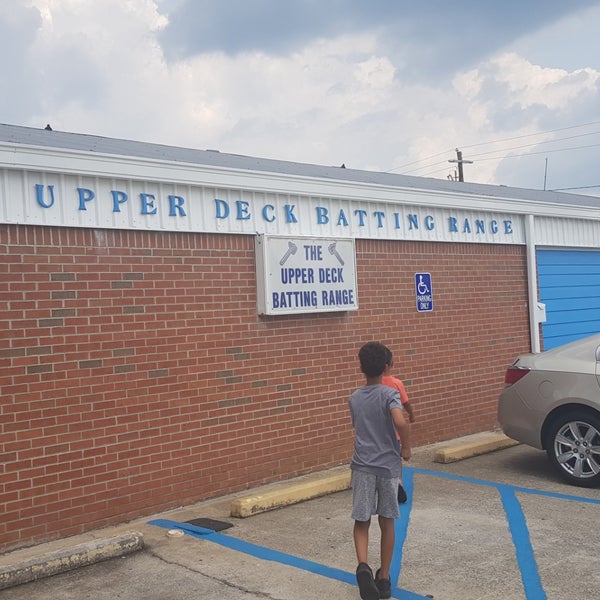 UPPER DECK BATTING RANGE
THE
UPPER DECK
BATTING RANGE
PARKING
ONLY